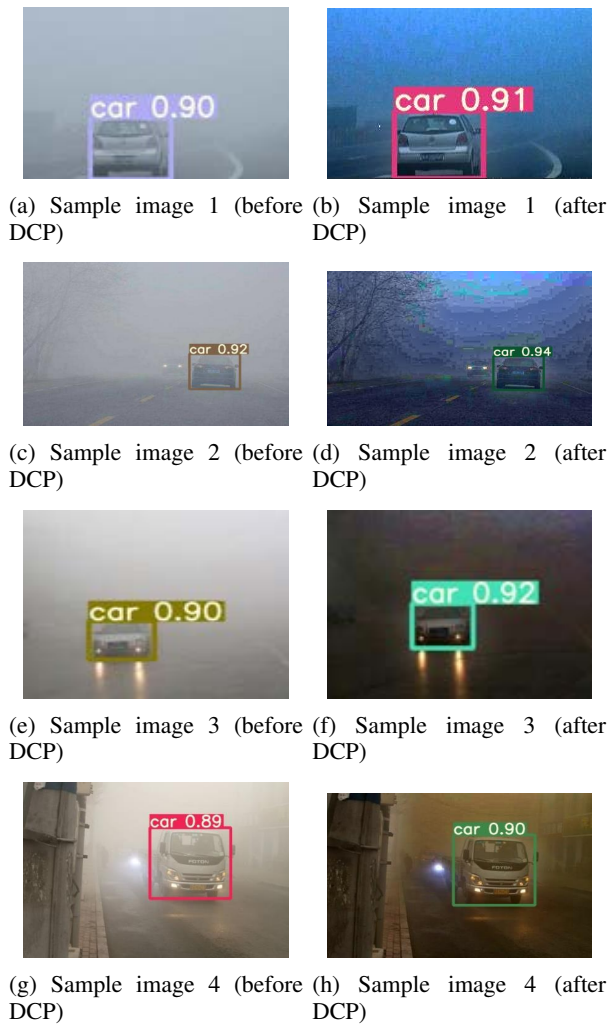 car 0.90
car 0.91
(a) Sample image 1 (before DCP)
(b) Sample image 1 (after DCP)
car 0.92
car 0.94
(c) Sample image 2 (before DCP)
(d) Sample image 2 (after DCP)
car 0.90
car 0.92
(e) Sample image 3 (before DCP)
(f) Sample image 3 (after DCP)
car 0.89
FOTON
car 0.90
(g) Sample image 4 (before DCP)
(h) Sample image 4 (after DCP)